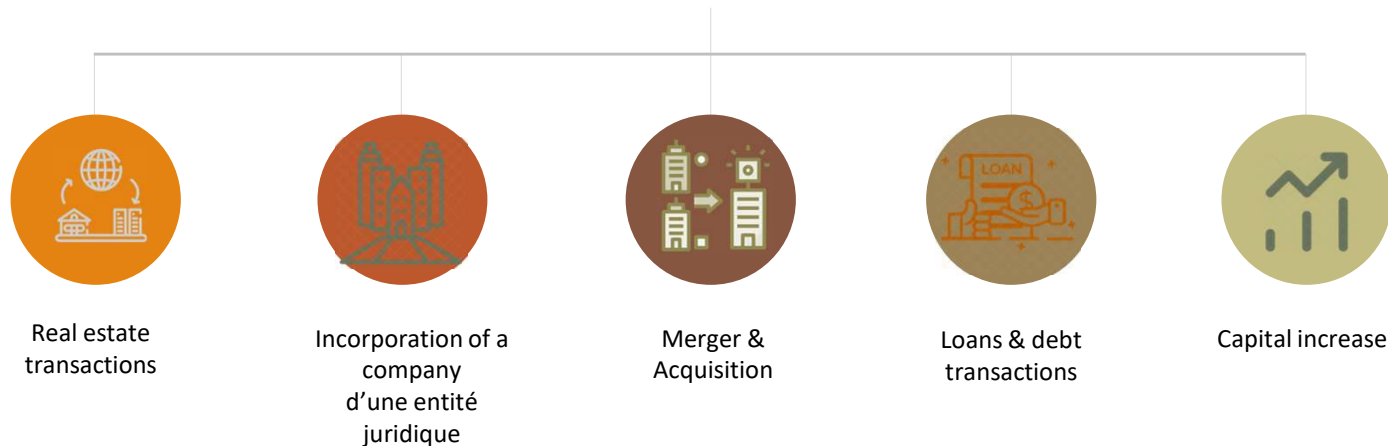 LOAN
$
Real estate
transactions
Incorporation of a
company
d’une entité
juridique
Merger &
Acquisition
Loans & debt
transactions
Capital increase